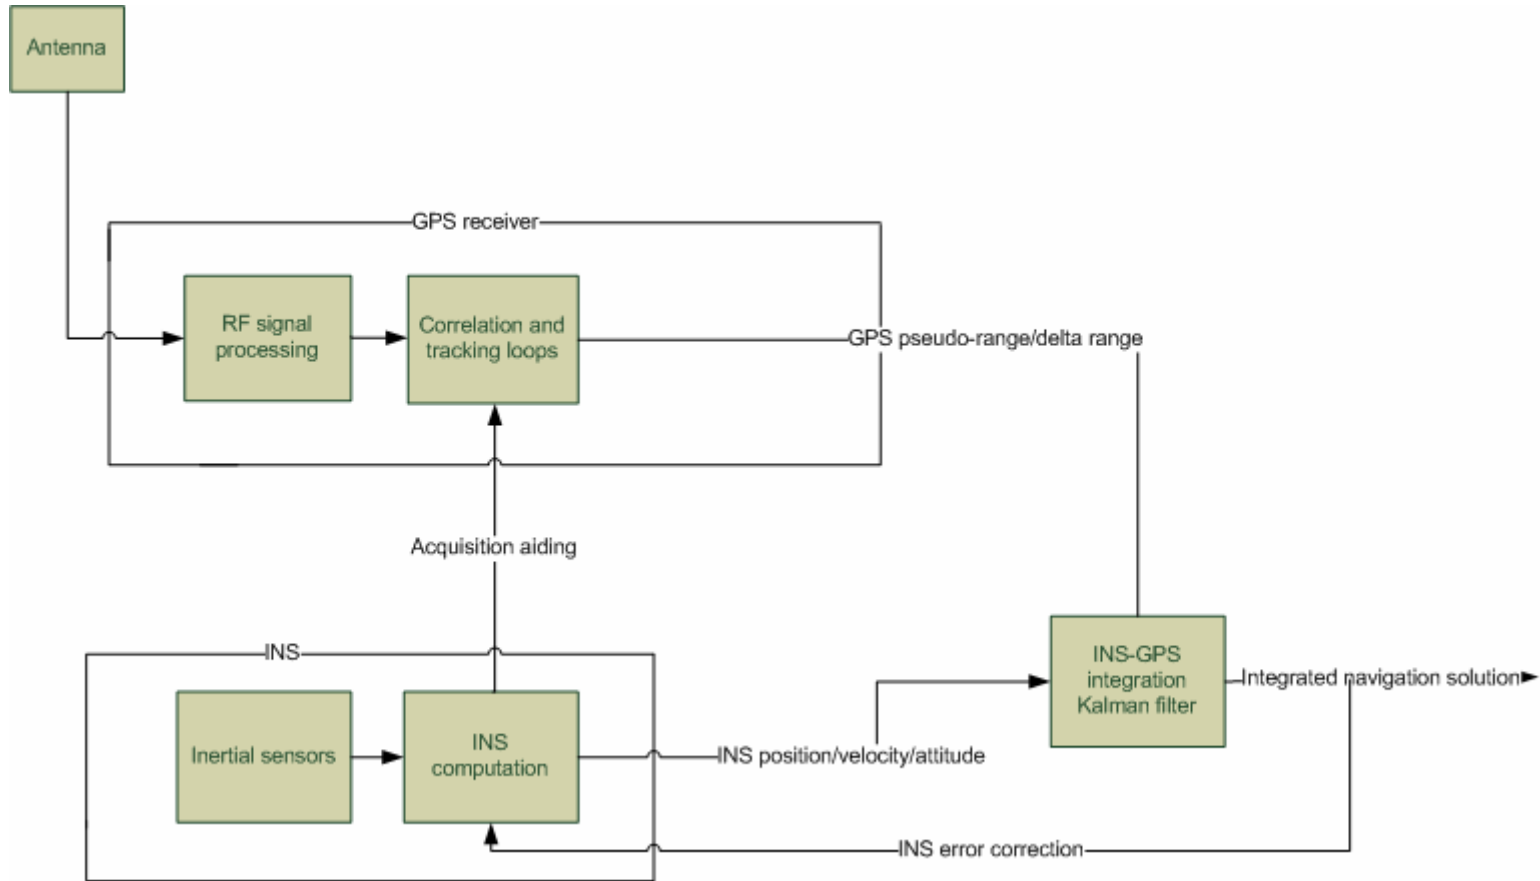 Antenna
GPS receiver
RF signal
processing
Correlation and
tracking loops
GPS pseudo-range/delta range
Acquisition aiding
INS
Inertial sensors
INS
computation
INS position/velocity/attitude
INS-GPS
integration
Kalman filter
Integrated navigation solution
INS error correction